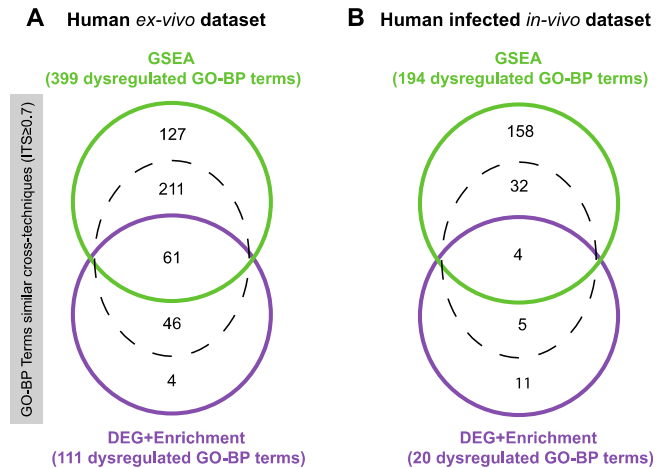 A Human ex-vivo dataset
GSEA
(399 dysregulated GO-BP terms)
127
211
61
46
4
DEG+Enrichment
(111 dysregulated GO-BP terms)
GO-BP Terms similar cross-techniques (ITS≥0.7)
B Human infected in-vivo dataset
GSEA
(194 dysregulated GO-BP terms)
158
32
4
5
11
DEG+Enrichment
(20 dysregulated GO-BP terms)